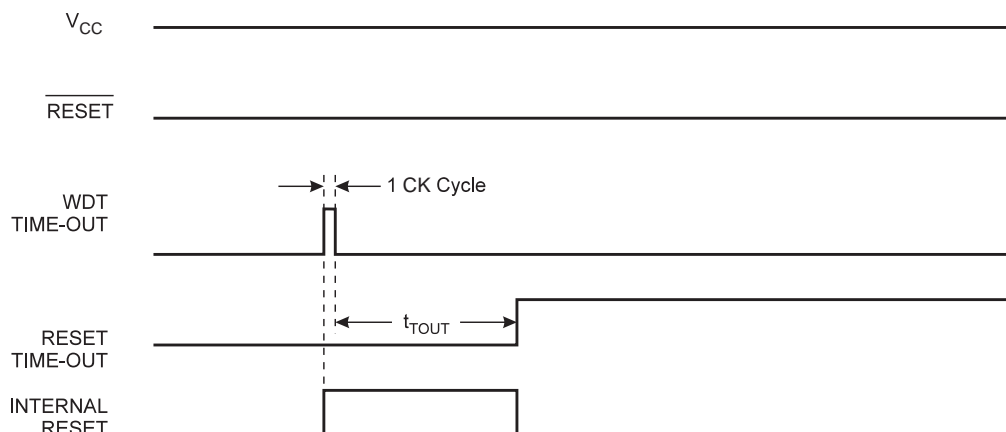 VCC
RESET
1 CK Cycle
WDT
TIME-OUT
tTOUT
RESET
TIME-OUT
INTERNAL
RESET